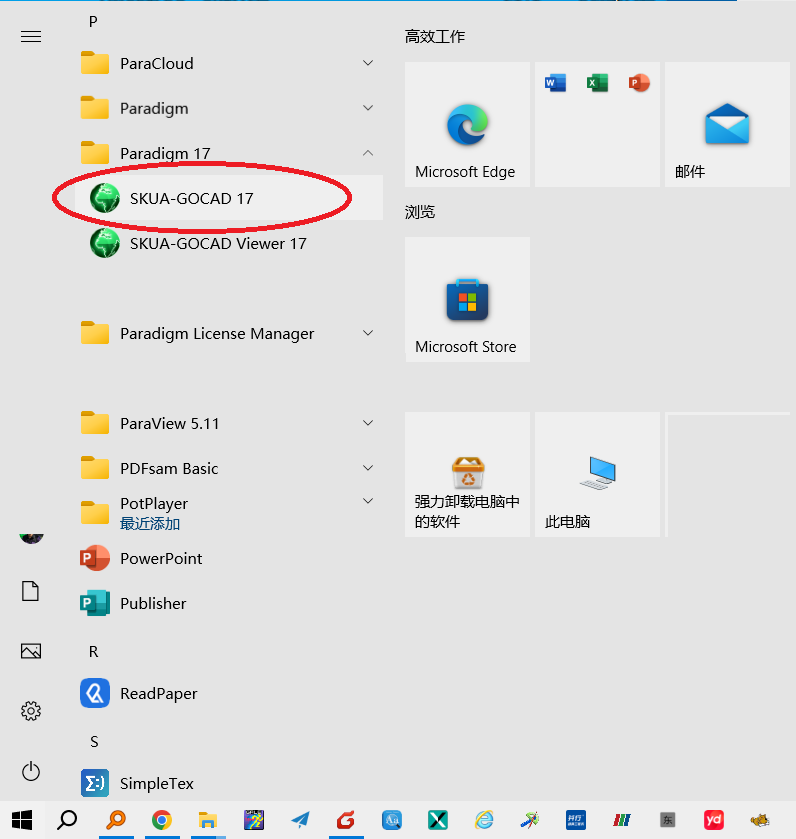 P
ParaCloud
Paradigm
Paradigm 17
SKUA-GOCAD 17
SKUA-GOCAD Viewer 17
Paradigm License Manager
ParaView 5.11
PDFsam Basic
PotPlayer
最近添加
PowerPoint
Publisher
R
ReadPaper
S
SimpleTex
高效工作
Microsoft Edge
邮件
浏览
Microsoft Store
强力卸载电脑中
的软件
此电脑